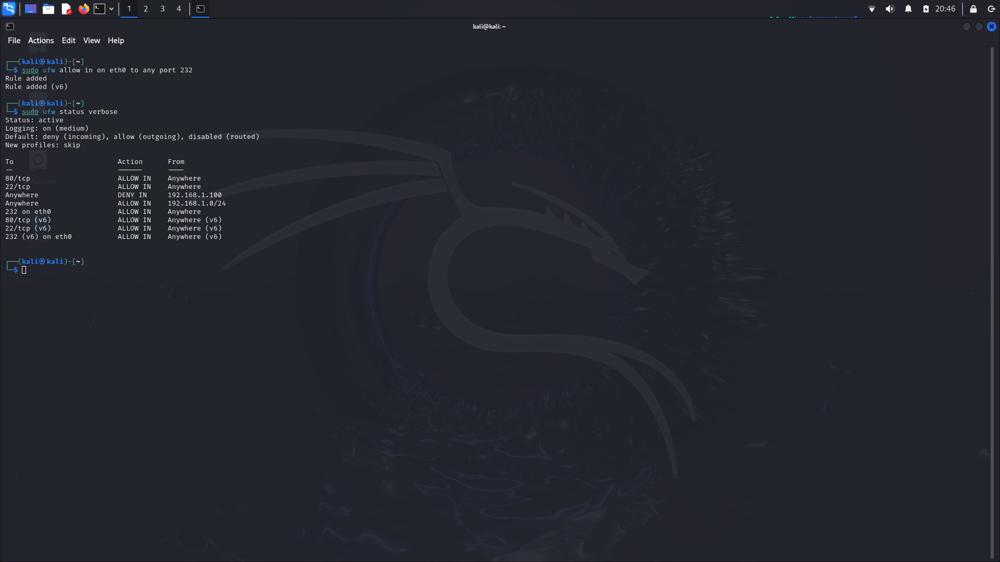 1 2 3 4 20:46
kali@kali: ~
File Actions Edit View Help
┌──(kali㉿kali)-[~]
└─$ sudo ufw allow in on eth0 to any port 232
Rule added
Rule added (v6)
┌──(kali㉿kali)-[~]
└─$ sudo ufw status verbose
Status: active
Logging: on (medium)
Default: deny (incoming), allow (outgoing), disabled (routed)
New profiles: skip
To Action From
-- ------ ----
80/tcp ALLOW IN Anywhere
System
22/tcp ALLOW IN Anywhere
Anywhere DENY IN 192.168.1.100
Anywhere ALLOW IN 192.168.1.0/24
232 on eth0 ALLOW IN Anywhere
80/tcp (v6) ALLOW IN Anywhere (v6)
22/tcp (v6) ALLOW IN Anywhere (v6)
232 (v6) on eth0 ALLOW IN Anywhere (v6)
Home
┌──(kali㉿kali)-[~]
└─$